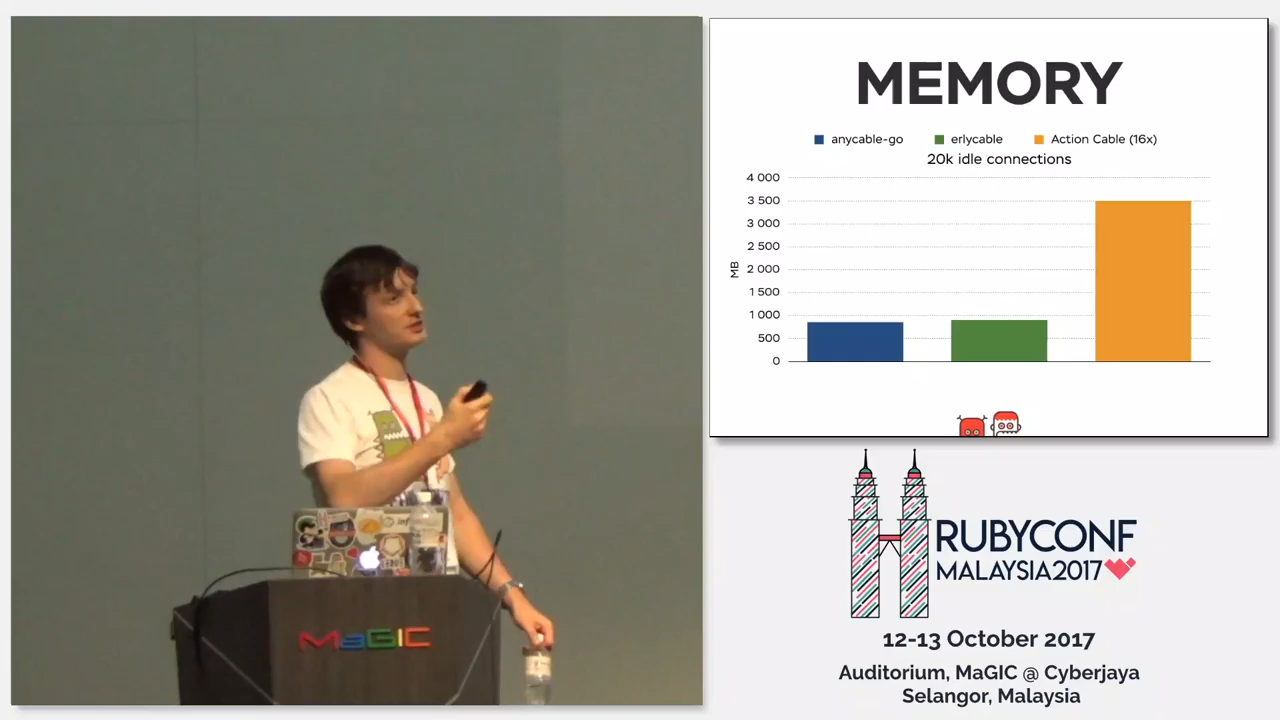 MEMORY
anycable-go erlycable Action Cable (16x)
20k idle connections
4 000
3 500
3 000
2 500
2 000
1 500
1 000
500
0
MB
MaGIC
RUBYCONF
MALAYSIA2017
12-13 October 2017
Auditorium, MaGIC @ Cyberjaya
Selangor, Malaysia